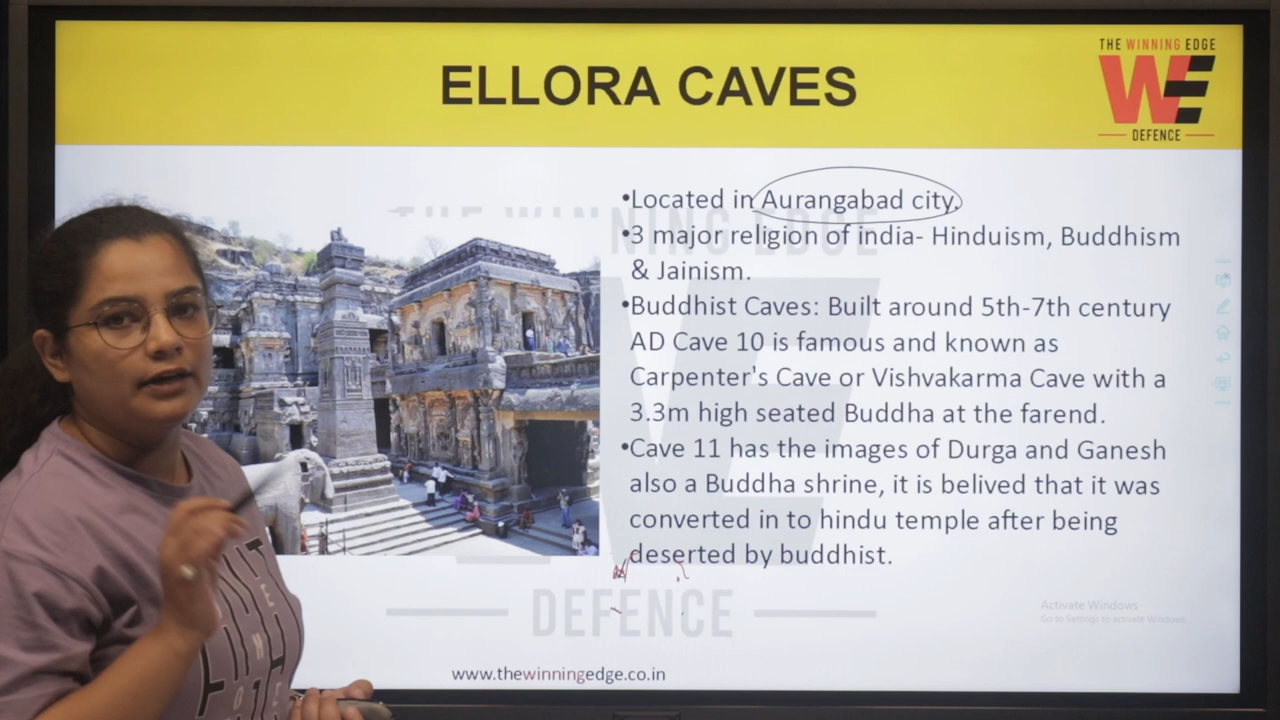 ELLORA CAVES
THE WINNING EDGE
WE
DEFENCE
•Located in Aurangabad city.
•3 major religion of india- Hinduism, Buddhism
& Jainism.
•Buddhist Caves: Built around 5th-7th century
AD Cave 10 is famous and known as
Carpenter's Cave or Vishvakarma Cave with a
3.3m high seated Buddha at the farend.
•Cave 11 has the images of Durga and Ganesh
also a Buddha shrine, it is belived that it was
converted in to hindu temple after being
deserted by buddhist.
THE WINNING EDGE
WE
DEFENCE
Activate Windows
Go to Settings to activate Windows.
www.thewinningedge.co.in